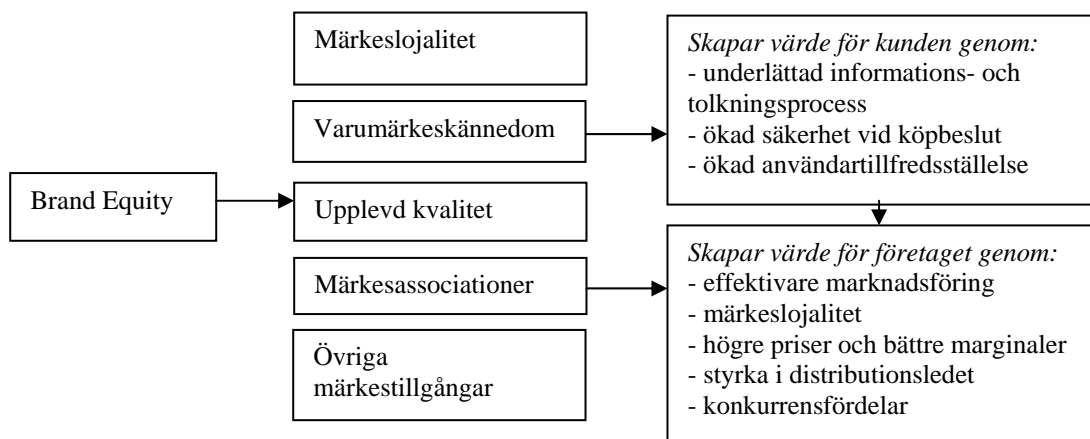 Brand Equity
Märkeslojalitet
Varumärkeskännedom
Upplevd kvalitet
Märkesassociationer
Övriga
märkestillgångar
Skapar värde för kunden genom:
- underlättad informations- och
tolkningsprocess
- ökad säkerhet vid köpbeslut
- ökad användartillfredsställelse
Skapar värde för företaget genom:
- effektivare marknadsföring
- märkeslojalitet
- högre priser och bättre marginaler
- styrka i distributionsledet
- konkurrensfördelar